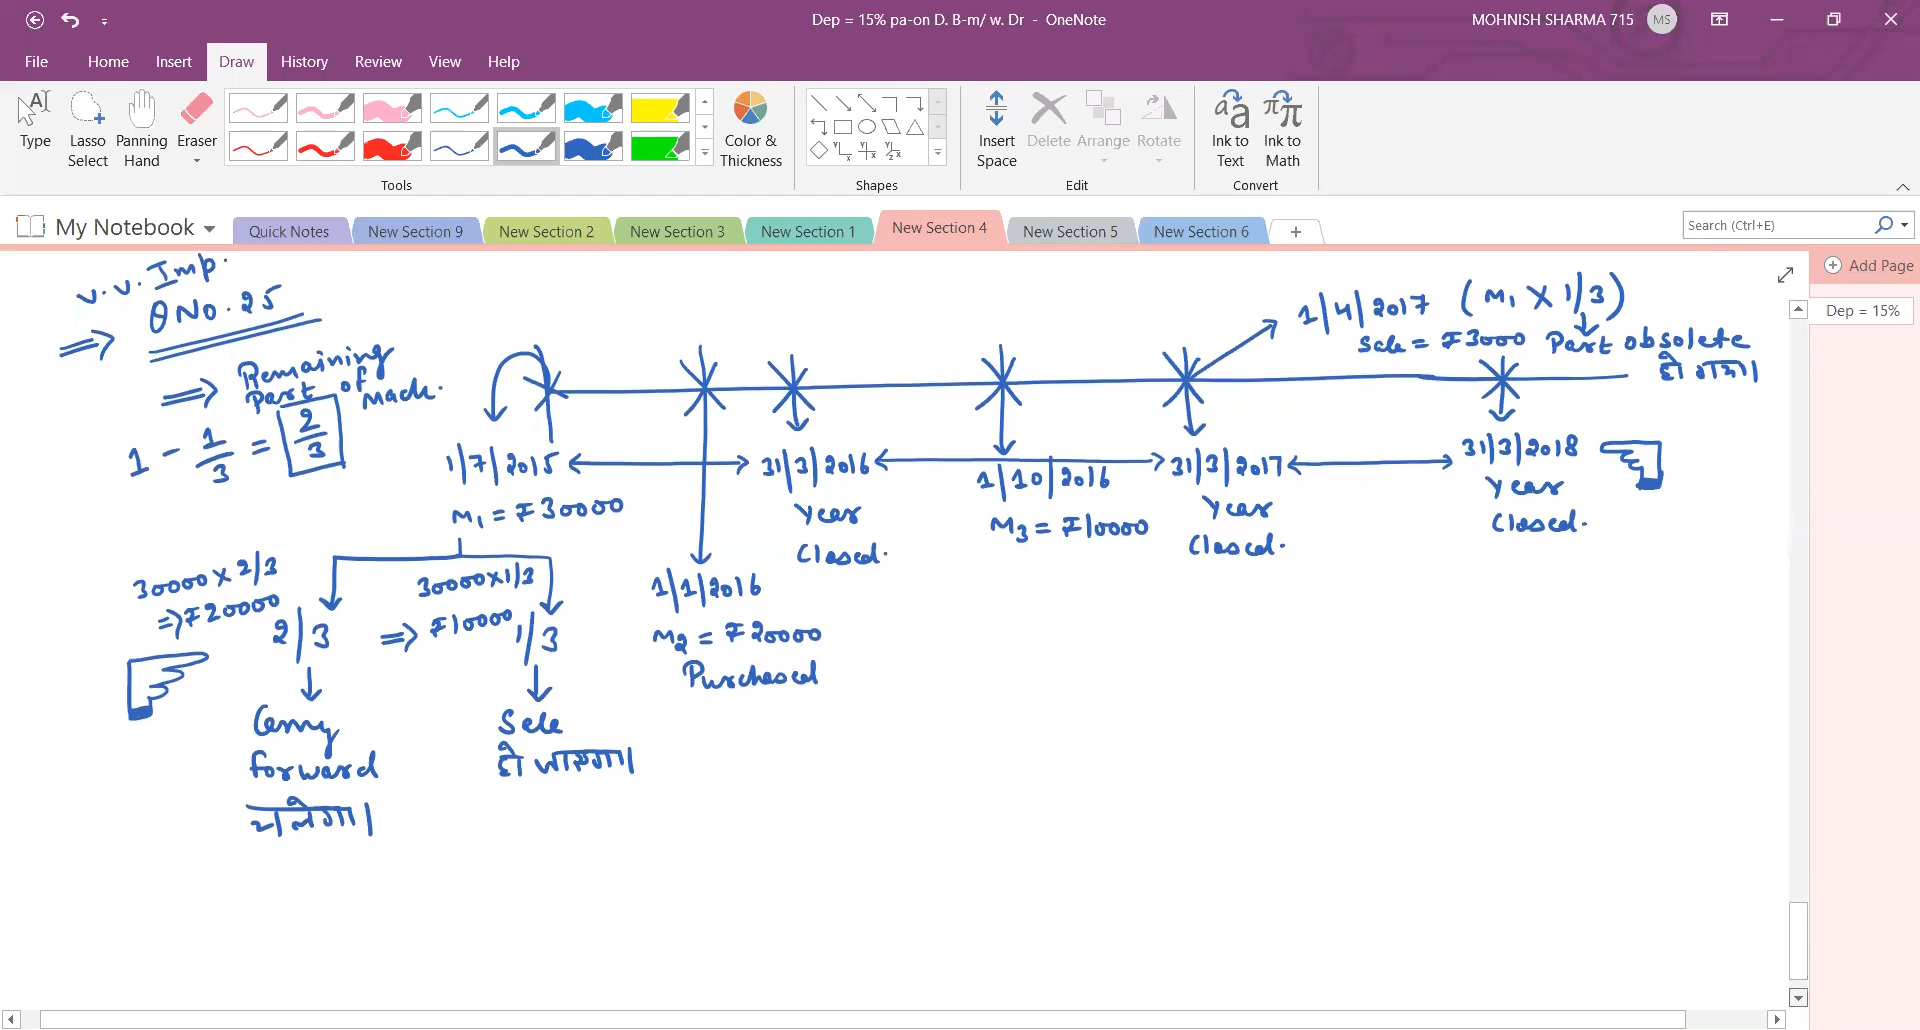 Dep = 15% pa-on D. B-m/ w. Dr - OneNote
MOHNISH SHARMA 715 MS
File Home Insert Draw History Review View Help
Type
Lasso Select
Panning Hand
Eraser
Color & Thickness
Insert Space
Delete Arrange Rotate
Ink to Text
Ink to Math
Tools Shapes Edit Convert
My Notebook
Quick Notes New Section 9 New Section 2 New Section 3 New Section 1 New Section 4 New Section 5 New Section 6
Search (Ctrl+E)
Add Page
Dep = 15%
v.v. Imp.
Q No. 25
⇒ Remaining
Part of Mach.
1 - 1/3 = 2/3
1/4/2017 (M1 X 1/3)
Sale = ₹3000 Part obsolete
हो गया।
1/7/2015
M1 = ₹30000
31/3/2016
Year
Closed.
1/10/2016
M3 = ₹10000
31/3/2017
Year
Closed.
31/3/2018
Year
Closed.
30000 x 2/3
⇒ ₹20000
2/3
30000 x 1/3
⇒ ₹10000
1/3
1/1/2016
M2 = ₹20000
Purchased
Carry
forward
Sale
हो जाएगा।